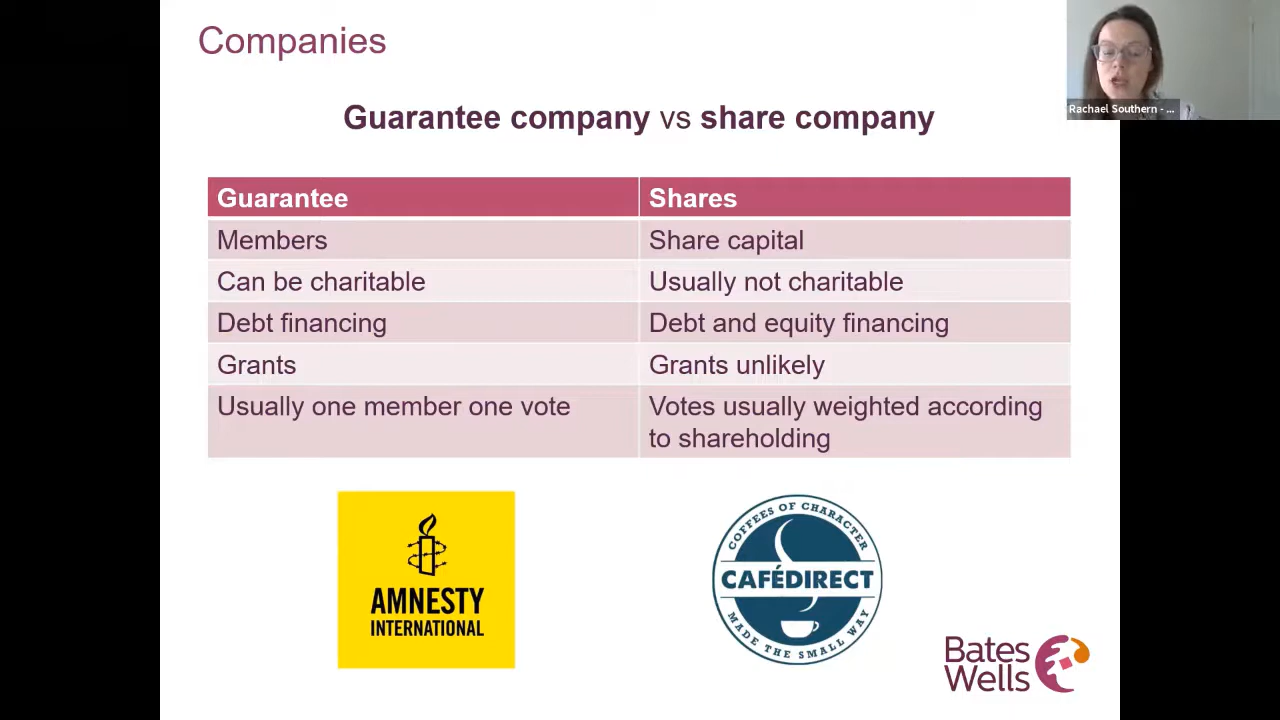 Companies
Rachael Southern - ...
Guarantee company vs share company
Guarantee
Shares
Members
Share capital
Can be charitable
Usually not charitable
Debt financing
Debt and equity financing
Grants
Grants unlikely
Usually one member one vote
Votes usually weighted according
to shareholding
AMNESTY
INTERNATIONAL
COFFEES OF CHARACTER
CAFÉDIRECT
MADE THE SMALL WAY
Bates
Wells